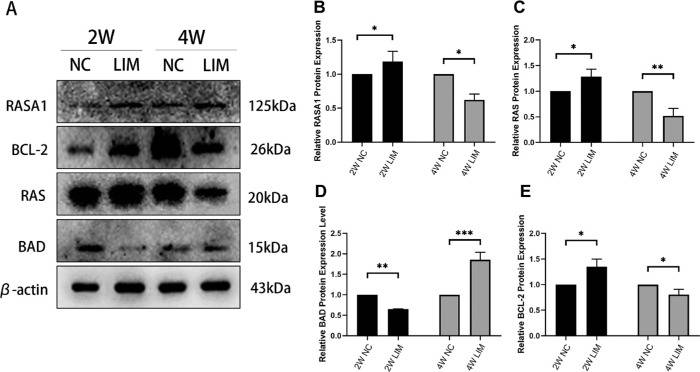 A
2W 4W
NC LIM NC LIM
RASA1 125kDa
BCL-2 26kDa
RAS 20kDa
BAD 15kDa
β-actin 43kDa
B
Relative RASA1 Protein Expression
2.0
1.5
1.0
0.5
0.0
*
*
2W NC
2W LIM
4W NC
4W LIM
C
Relative RAS Protein Expression
2.0
1.5
1.0
0.5
0.0
*
**
2W NC
2W LIM
4W NC
4W LIM
D
Relative BAD Protein Expression Level
2.5
2.0
1.5
1.0
0.5
0.0
**
***
2W NC
2W LIM
4W NC
4W LIM
E
Relative BCL-2 Protein Expression
2.0
1.5
1.0
0.5
0.0
*
*
2W NC
2W LIM
4W NC
4W LIM